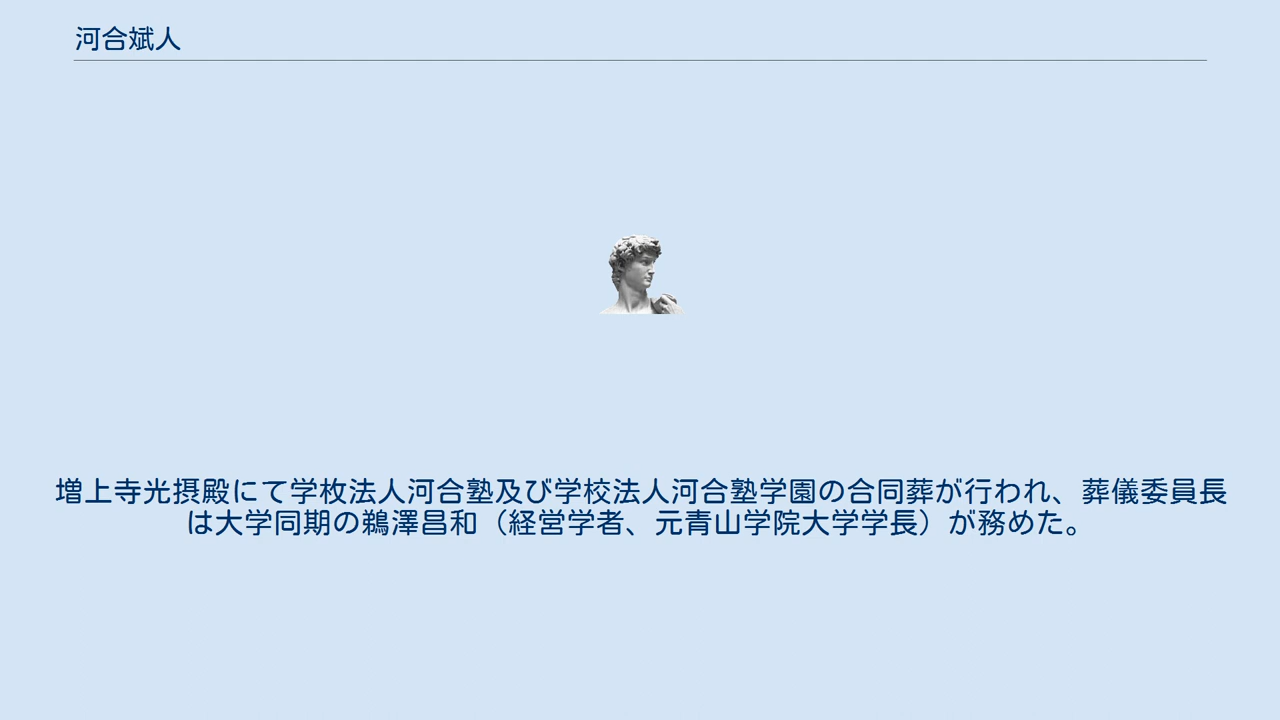 河合斌人
増上寺光摂殿にて学枚法人河合塾及び学校法人河合塾学園の合同葬が行われ、葬儀委員長
は大学同期の鵜澤昌和（経営学者、元青山学院大学学長）が務めた。